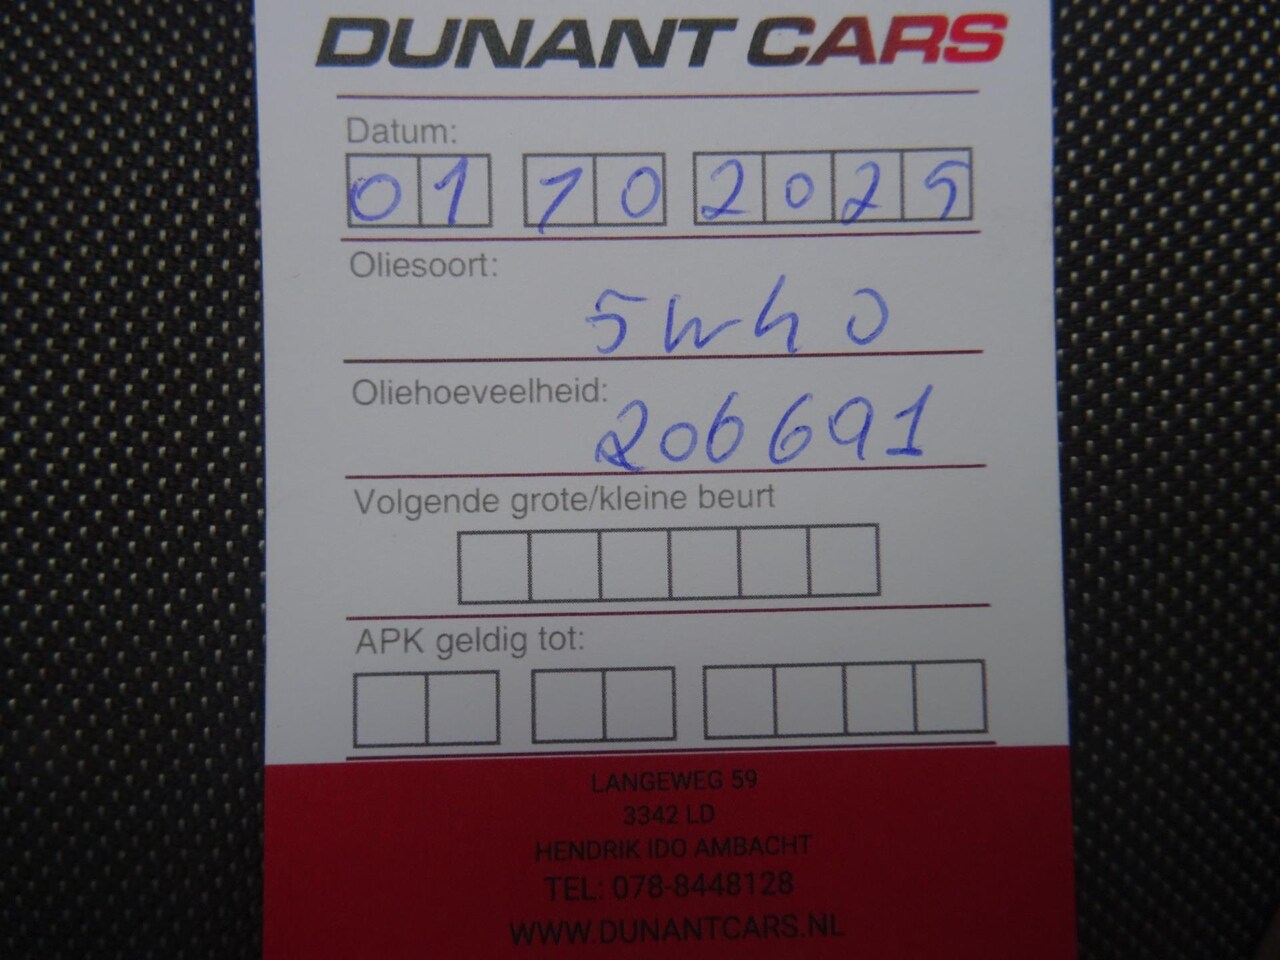 DUNANT CARS
Datum:
01 10 2025
Oliesoort:
5W40
Oliehoeveelheid:
206691
Volgende grote/kleine beurt
APK geldig tot:
LANGEWEG 59
3342 LD
HENDRIK IDO AMBACHT
TEL: 078-8448128
WWW.DUNANTCARS.NL